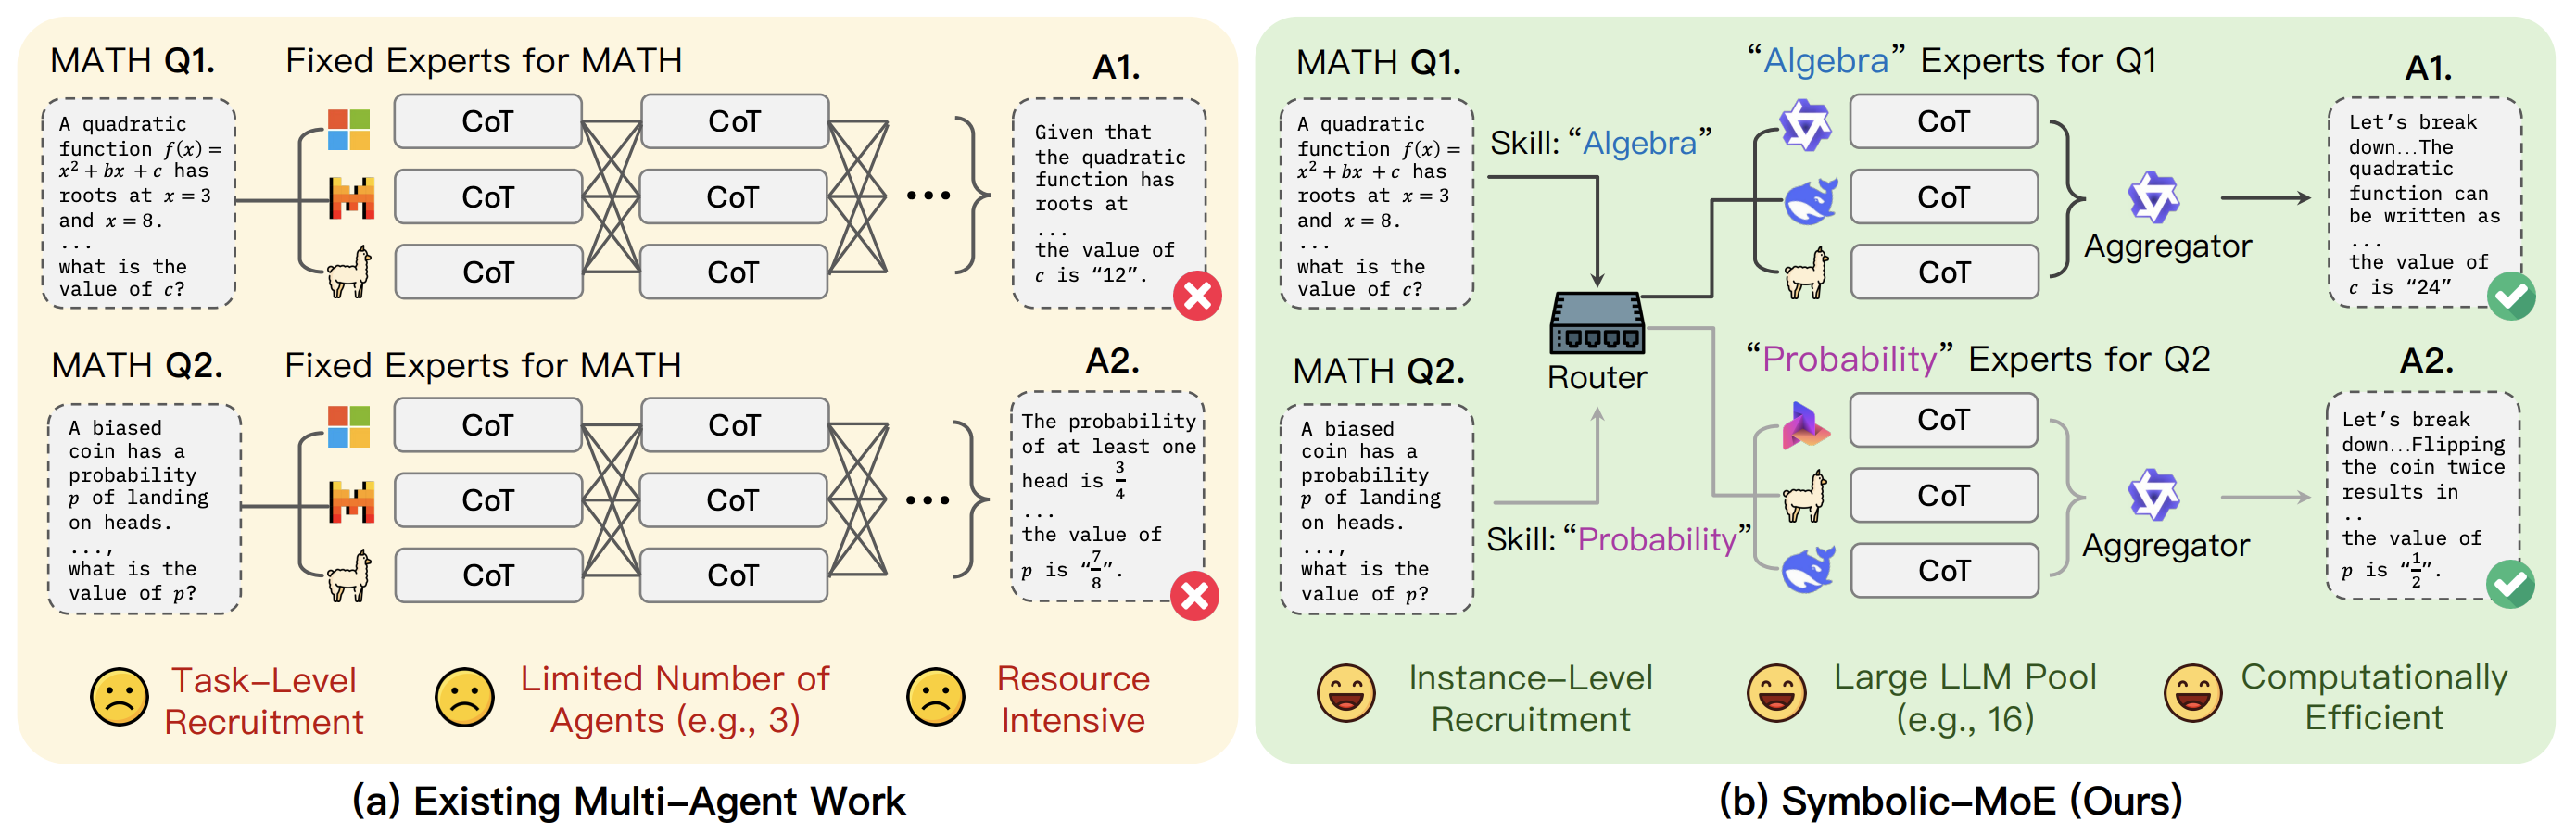 MATH Q1.
Fixed Experts for MATH
A quadratic
function f(x) =
x² + bx + c has
roots at x = 3
and x = 8.
...
what is the
value of c?
CoT
CoT
CoT
CoT
CoT
CoT
...
A1.
Given that
the quadratic
function has
roots at
...
the value of
c is “12”.
MATH Q2.
Fixed Experts for MATH
A biased
coin has a
probability
p of landing
on heads.
...,
what is the
value of p?
CoT
CoT
CoT
CoT
CoT
CoT
...
A2.
The probability
of at least one
head is 3/4
...
the value of
p is “7/8”.
Task-Level
Recruitment
Limited Number of
Agents (e.g., 3)
Resource
Intensive
(a) Existing Multi-Agent Work
MATH Q1.
A quadratic
function f(x) =
x² + bx + c has
roots at x = 3
and x = 8.
...
what is the
value of c?
Skill: “Algebra”
Router
“Algebra” Experts for Q1
CoT
CoT
CoT
Aggregator
A1.
Let’s break
down...The
quadratic
function can
be written as
...
the value of
c is “24”
MATH Q2.
A biased
coin has a
probability
p of landing
on heads.
...,
what is the
value of p?
Skill: “Probability”
“Probability” Experts for Q2
CoT
CoT
CoT
Aggregator
A2.
Let’s break
down...Flipping
the coin twice
results in
..
the value of
p is “1/2”.
Instance-Level
Recruitment
Large LLM Pool
(e.g., 16)
Computationally
Efficient
(b) Symbolic-MoE (Ours)